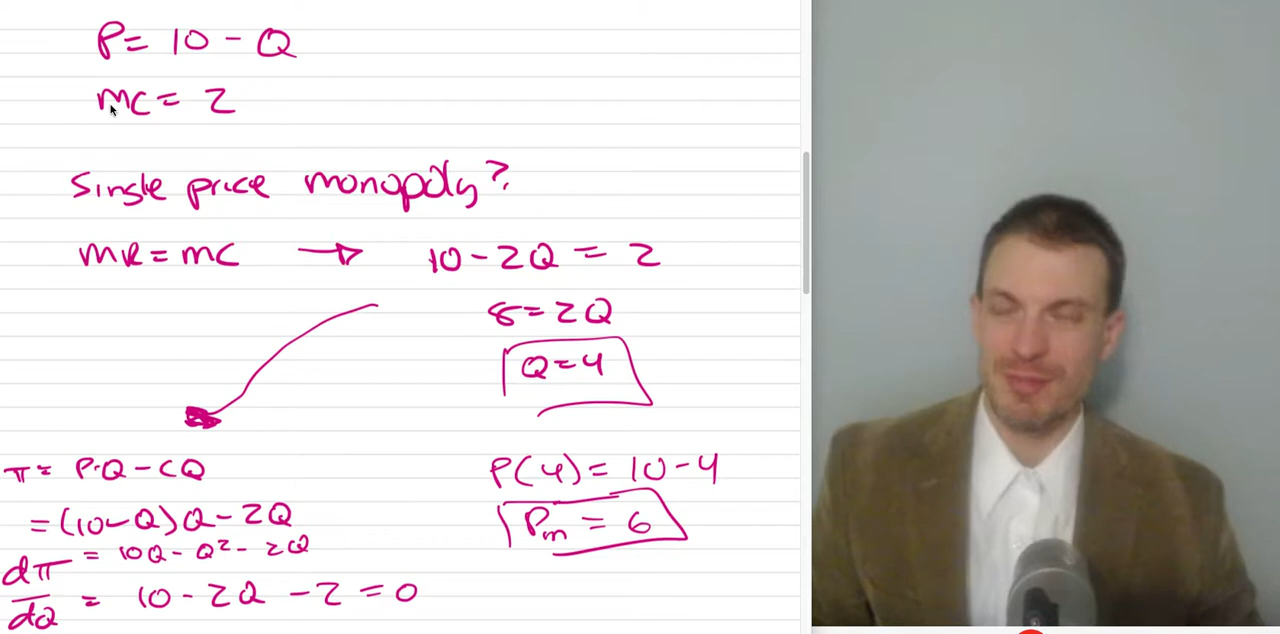 P= 10 - Q
MC= 2
Single price monopoly?
MR=MC → 10-2Q = 2
8=2Q
Q=4
P(4)= 10-4
Pm = 6
π= P·Q-CQ
=(10-Q)Q-2Q
= 10Q-Q²-2Q
dπ/dQ = 10-2Q-2=0